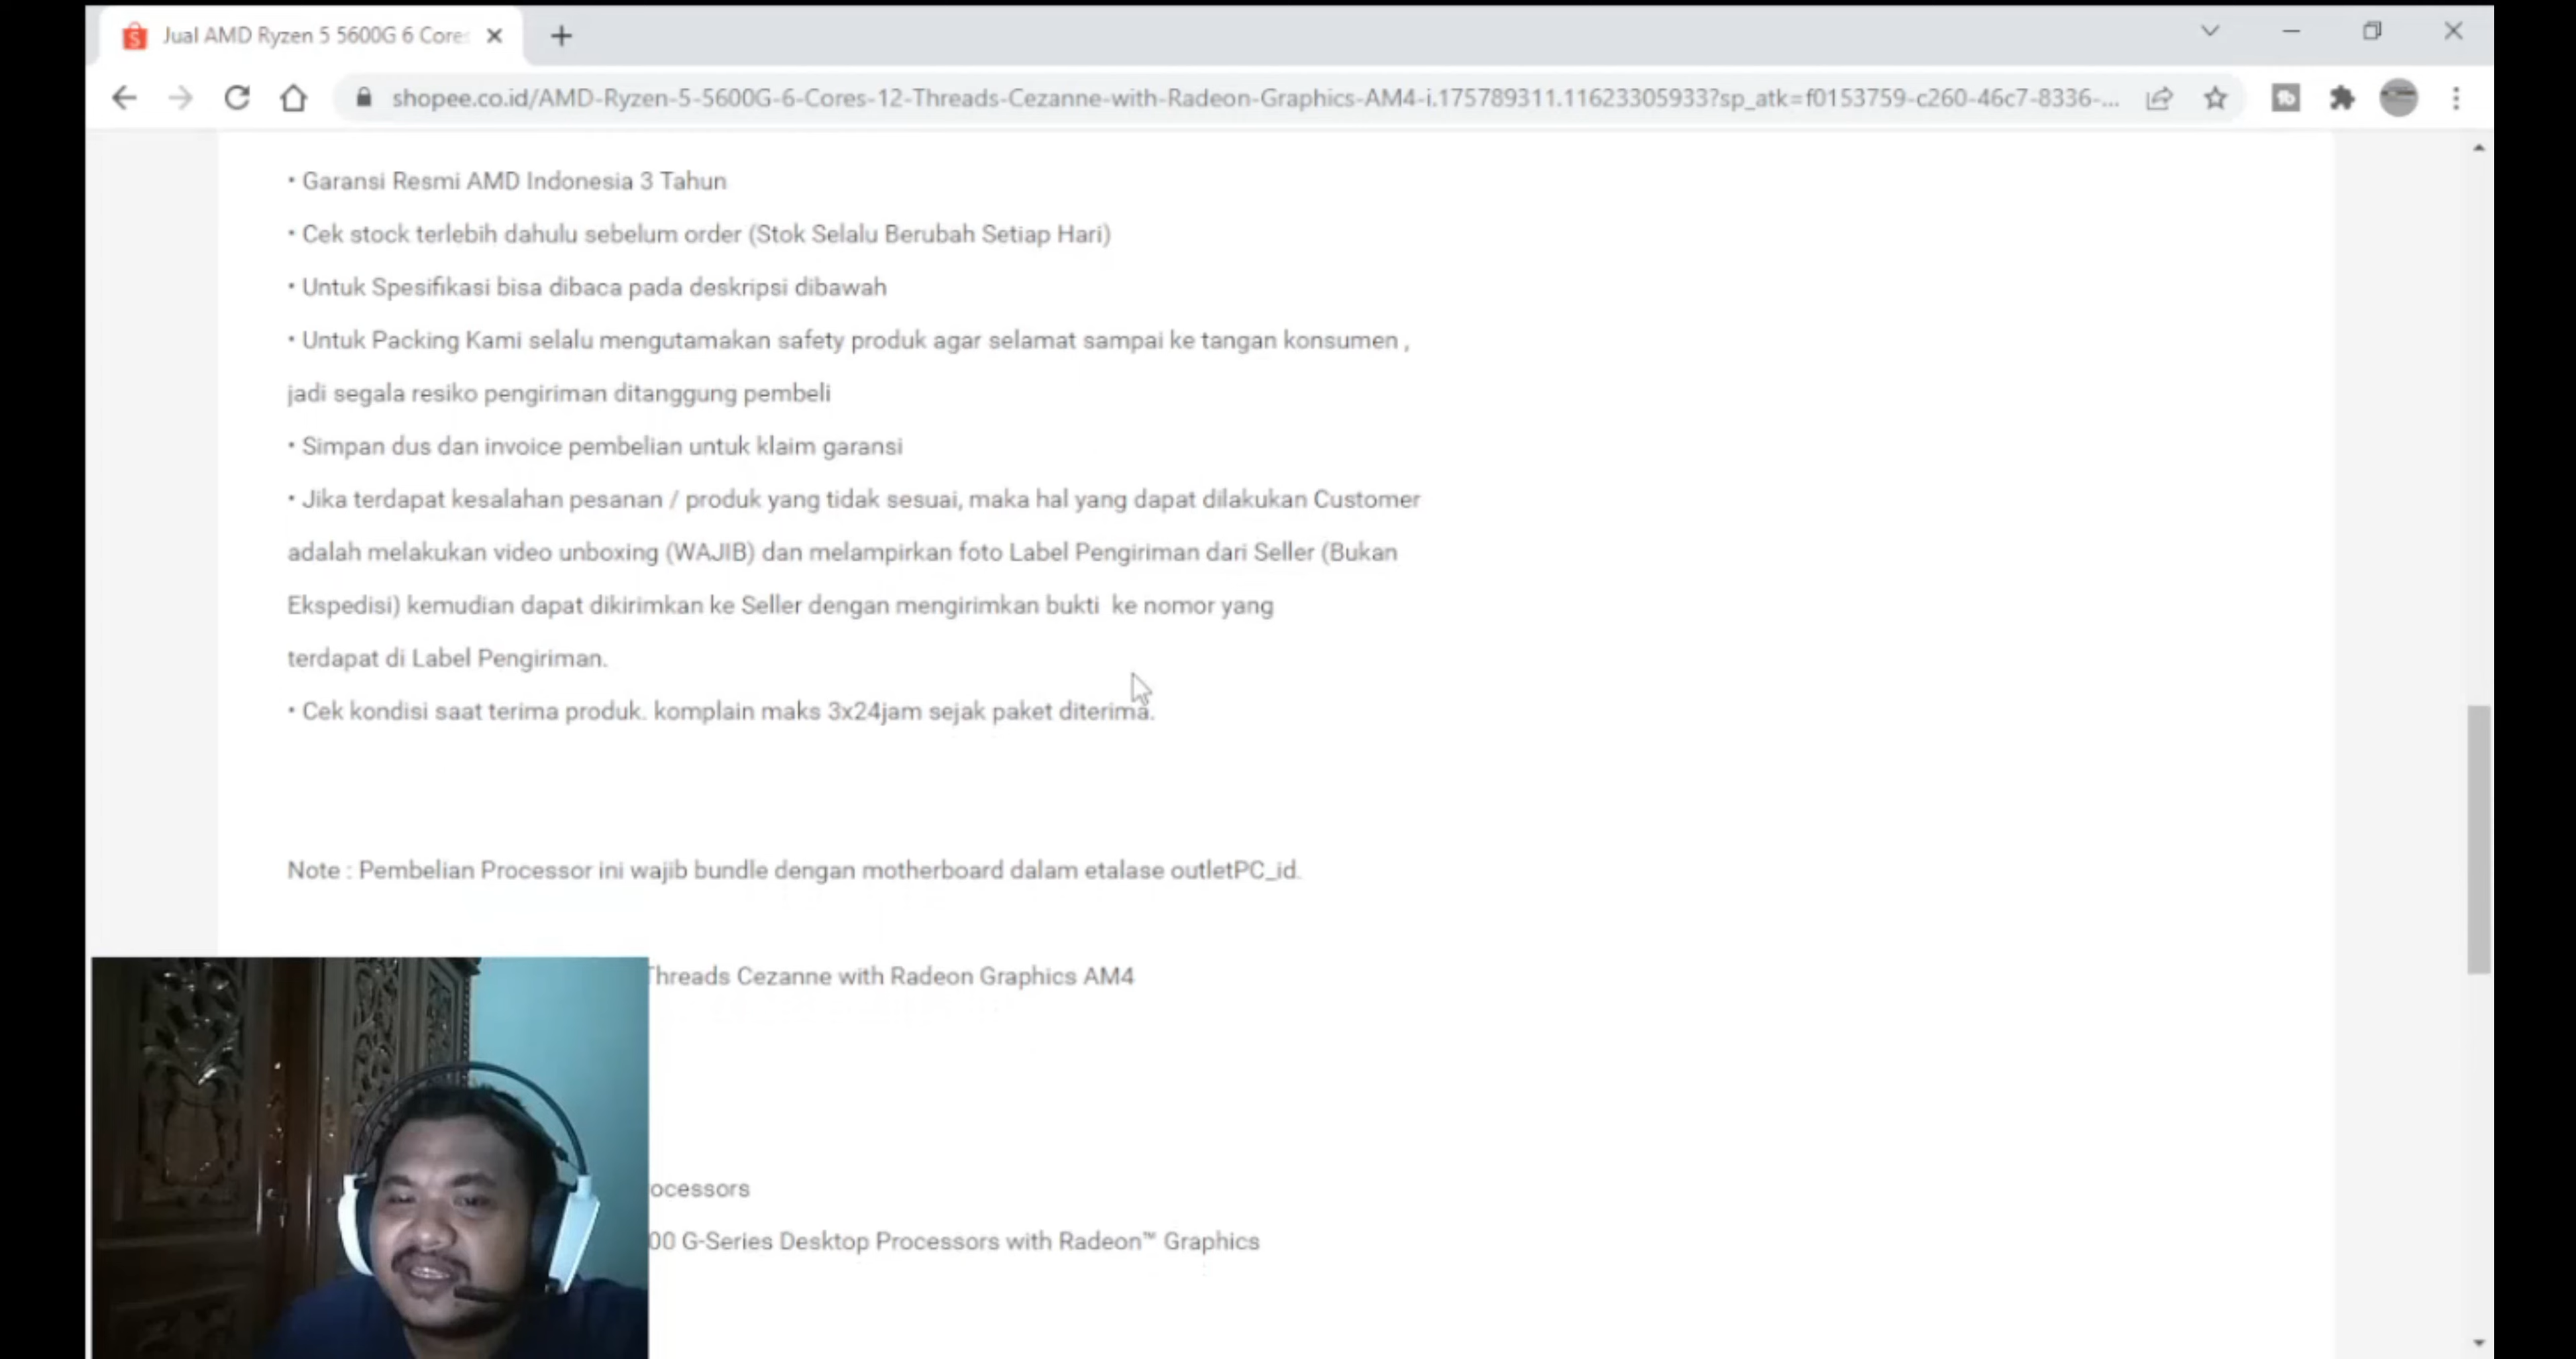 Jual AMD Ryzen 5 5600G 6 Core
shopee.co.id/AMD-Ryzen-5-5600G-6-Cores-12-Threads-Cezanne-with-Radeon-Graphics-AM4-i.175789311.11623305933?sp_atk=f0153759-c260-46c7-8336-...
• Garansi Resmi AMD Indonesia 3 Tahun
• Cek stock terlebih dahulu sebelum order (Stok Selalu Berubah Setiap Hari)
• Untuk Spesifikasi bisa dibaca pada deskripsi dibawah
• Untuk Packing Kami selalu mengutamakan safety produk agar selamat sampai ke tangan konsumen ,
jadi segala resiko pengiriman ditanggung pembeli
• Simpan dus dan invoice pembelian untuk klaim garansi
• Jika terdapat kesalahan pesanan / produk yang tidak sesuai, maka hal yang dapat dilakukan Customer
adalah melakukan video unboxing (WAJIB) dan melampirkan foto Label Pengiriman dari Seller (Bukan
Ekspedisi) kemudian dapat dikirimkan ke Seller dengan mengirimkan bukti  ke nomor yang
terdapat di Label Pengiriman.
• Cek kondisi saat terima produk. komplain maks 3x24jam sejak paket diterima.
Note : Pembelian Processor ini wajib bundle dengan motherboard dalam etalase outletPC_id.
Threads Cezanne with Radeon Graphics AM4
ocessors
00 G-Series Desktop Processors with Radeon™ Graphics